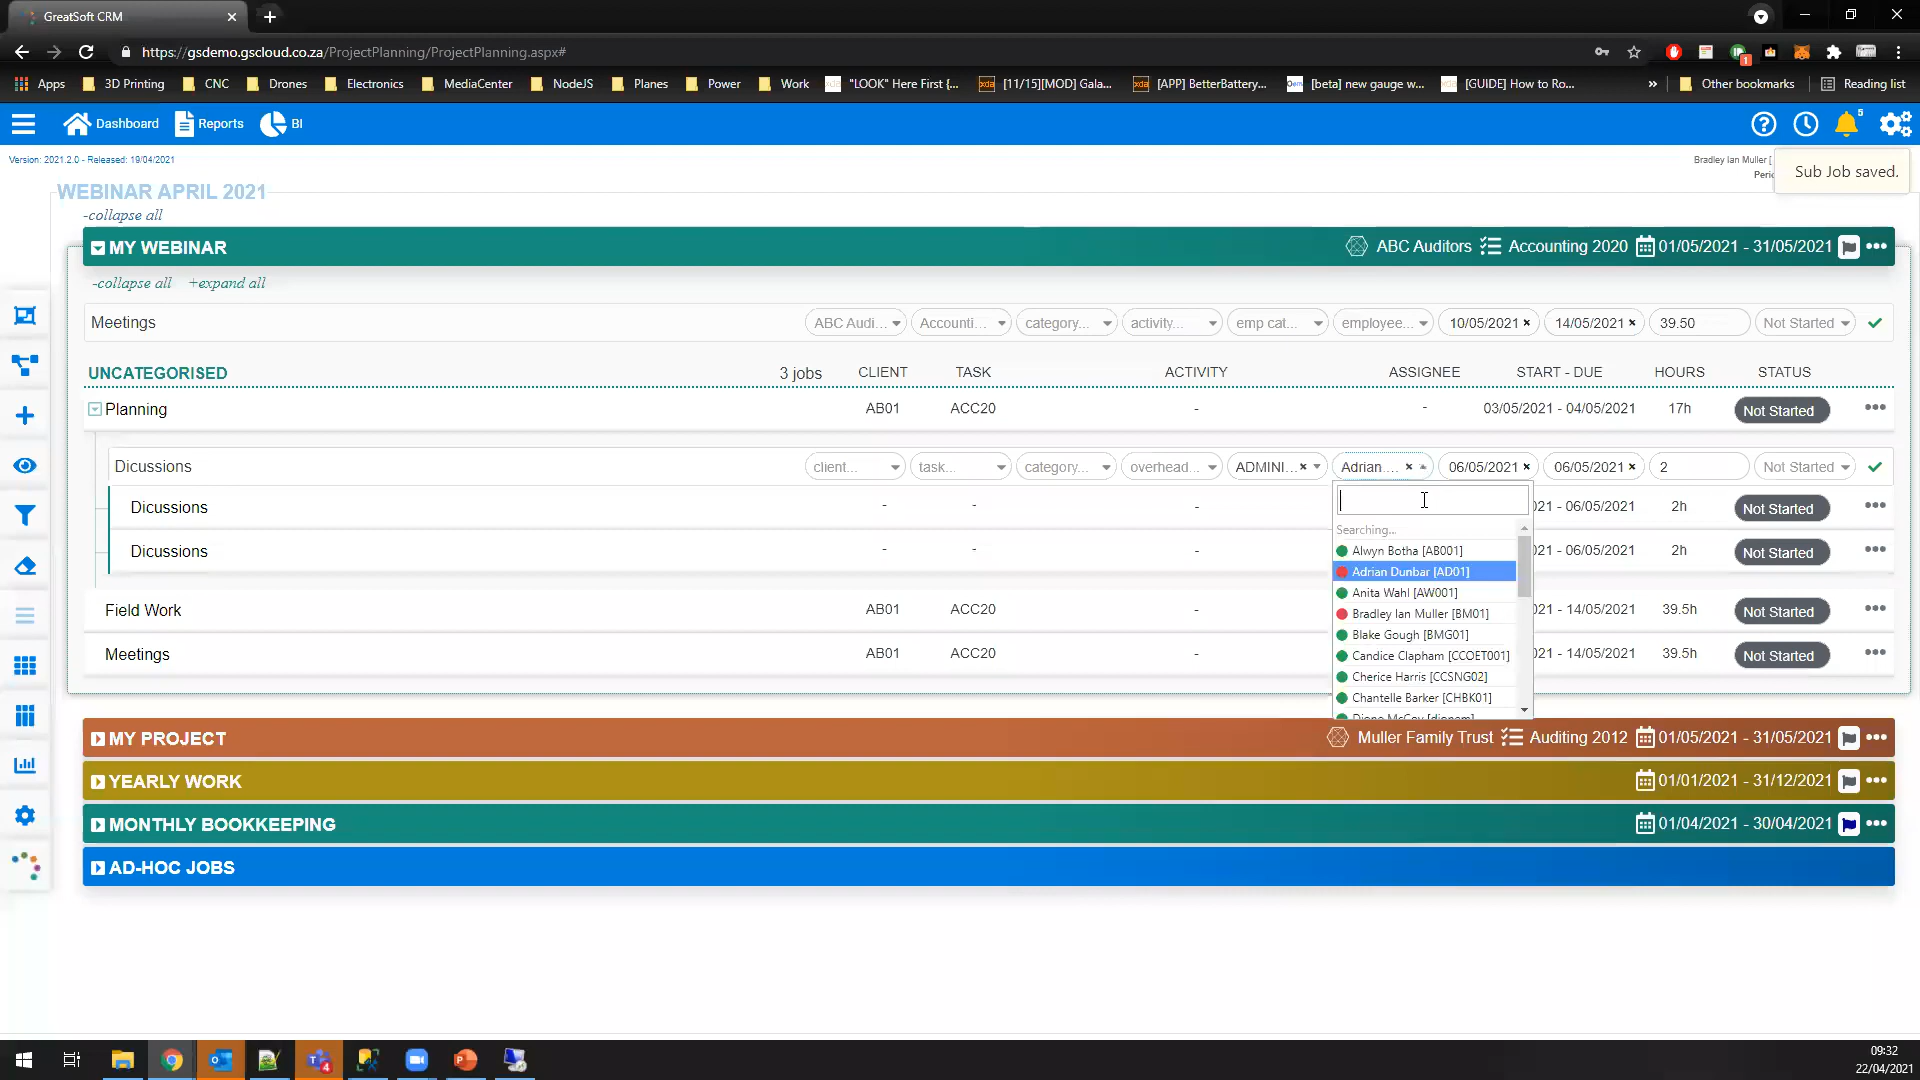 GreatSoft CRM
https://gsdemo.gscloud.co.za/ProjectPlanning/ProjectPlanning.aspx#
Apps 3D Printing CNC Drones Electronics MediaCenter NodeJS Planes Power Work "LOOK" Here First {... [11/15][MOD] Gala... [APP] BetterBattery... [beta] new gauge w... [GUIDE] How to Ro... » Other bookmarks Reading list
Dashboard Reports BI
Version: 2021.2.0 - Released: 19/04/2021
Bradley Ian Muller [
Sub Job saved.
WEBINAR APRIL 2021
-collapse all
MY WEBINAR ABC Auditors Accounting 2020 01/05/2021 - 31/05/2021
-collapse all +expand all
Meetings ABC Audi... Accounti... category... activity... emp cat... employee... 10/05/2021 × 14/05/2021 × 39.50 Not Started
UNCATEGORISED 3 jobs CLIENT TASK ACTIVITY ASSIGNEE START - DUE HOURS STATUS
Planning AB01 ACC20 - - 03/05/2021 - 04/05/2021 17h Not Started
Dicussions client... task... category... overhead... ADMINI... × Adrian.... × 06/05/2021 × 06/05/2021 × 2 Not Started
Dicussions - - - 021 - 06/05/2021 2h Not Started
Dicussions - - - 021 - 06/05/2021 2h Not Started
Searching...
Alwyn Botha [AB001]
Adrian Dunbar [AD01]
Anita Wahl [AW001]
Bradley Ian Muller [BM01]
Blake Gough [BMG01]
Candice Clapham [CCOET001]
Cherice Harris [CCSNG02]
Chantelle Barker [CHBK01]
Field Work AB01 ACC20 - 021 - 14/05/2021 39.5h Not Started
Meetings AB01 ACC20 - 021 - 14/05/2021 39.5h Not Started
MY PROJECT Muller Family Trust Auditing 2012 01/05/2021 - 31/05/2021
YEARLY WORK 01/01/2021 - 31/12/2021
MONTHLY BOOKKEEPING 01/04/2021 - 30/04/2021
AD-HOC JOBS
09:32
22/04/2021